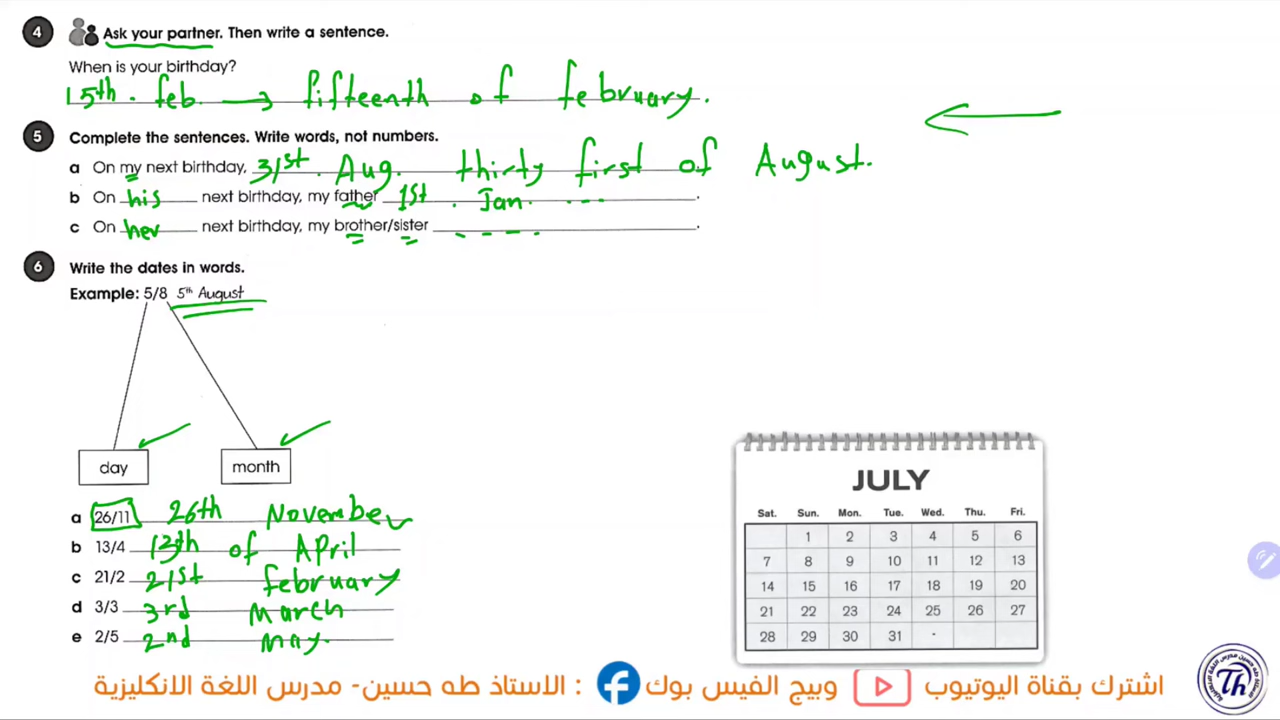 4 Ask your partner. Then write a sentence.
When is your birthday?
15th. feb. → fifteenth of february.
5 Complete the sentences. Write words, not numbers.
a On my next birthday, 31st. Aug. thirty first of August.
b On his next birthday, my father 1st. Jan. ....
c On her next birthday, my brother/sister
6 Write the dates in words.
Example: 5/8 5th August
day month
a 26/11 26th November
b 13/4 13th of April
c 21/2 21st february
d 3/3 3rd March
e 2/5 2nd May.
JULY
Sat. Sun. Mon. Tue. Wed. Thu. Fri.
1 2 3 4 5 6
7 8 9 10 11 12 13
14 15 16 17 18 19 20
21 22 23 24 25 26 27
28 29 30 31
اشترك بقناة اليوتيوب وبيج الفيس بوك : الاستاذ طه حسين- مدرس اللغة الانكليزية
Th